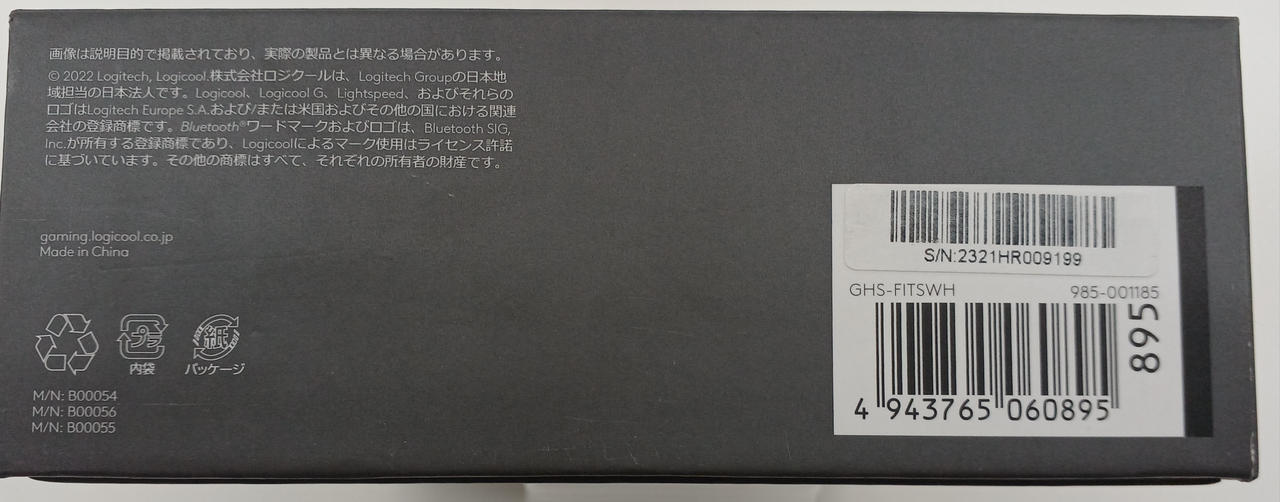 画像は説明目的で掲載されており、実際の製品とは異なる場合があります。
© 2022 Logitech, Logicool.株式会社ロジクールは、Logitech Groupの日本地
域担当の日本法人です。Logicool、Logicool G、Lightspeed、およびそれらの
ロゴはLogitech Europe S.A.および/または米国およびその他の国における関連
会社の登録商標です。Bluetooth®ワードマークおよびロゴは、Bluetooth SIG,
Inc.が所有する登録商標であり、Logicoolによるマーク使用はライセンス許諾
に基づいています。その他の商標はすべて、それぞれの所有者の財産です。
gaming.logicool.co.jp
Made in China
プラ
内袋
紙
パッケージ
M/N: B00054
M/N: B00056
M/N: B00055
S/N:2321HR009199
GHS-FITSWH 985-001185
895
4 943765 060895